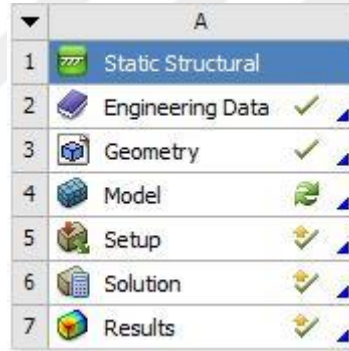 A
1 Static Structural
2 Engineering Data
3 Geometry
4 Model
5 Setup
6 Solution
7 Results